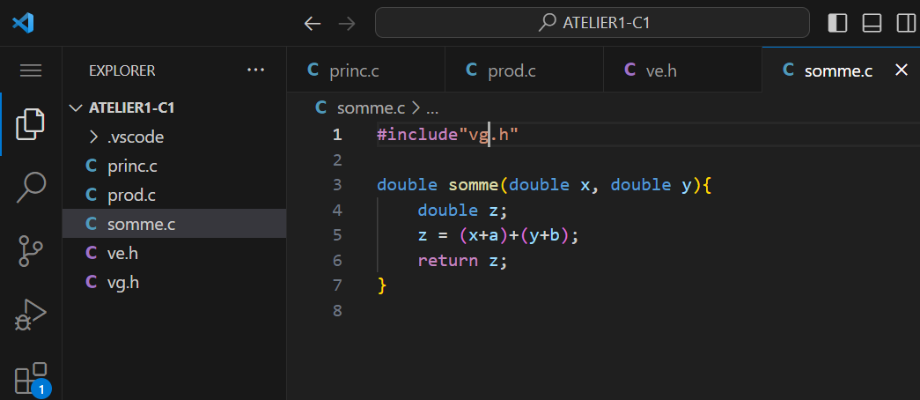 ATELIER1-C1
EXPLORER ...
ATELIER1-C1
.vscode
C princ.c
C prod.c
C somme.c
C ve.h
C vg.h
1
C princ.c C prod.c C ve.h C somme.c ×
C somme.c > ...
1 #include"vg.h"
2
3 double somme(double x, double y){
4 double z;
5 z = (x+a)+(y+b);
6 return z;
7 }
8